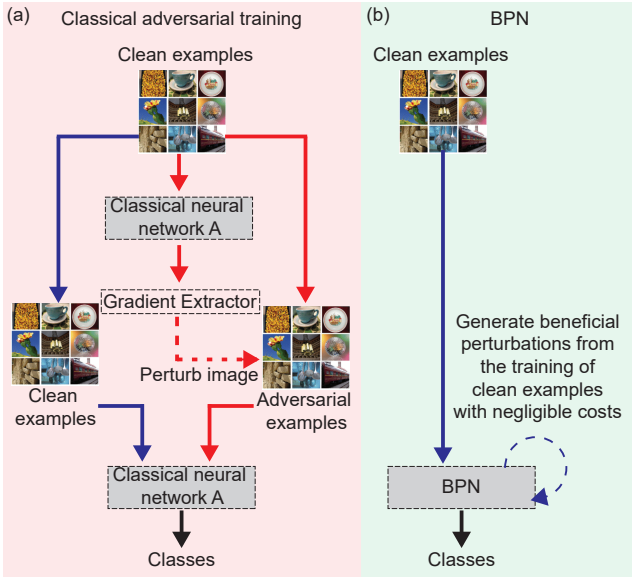 (a) Classical adversarial training
Clean examples
Classical neural
network A
Gradient Extractor
Perturb image
Clean
examples
Adversarial
examples
Classical neural
network A
Classes
(b) BPN
Clean examples
Generate beneficial
perturbations from
the training of
clean examples
with negligible costs
BPN
Classes